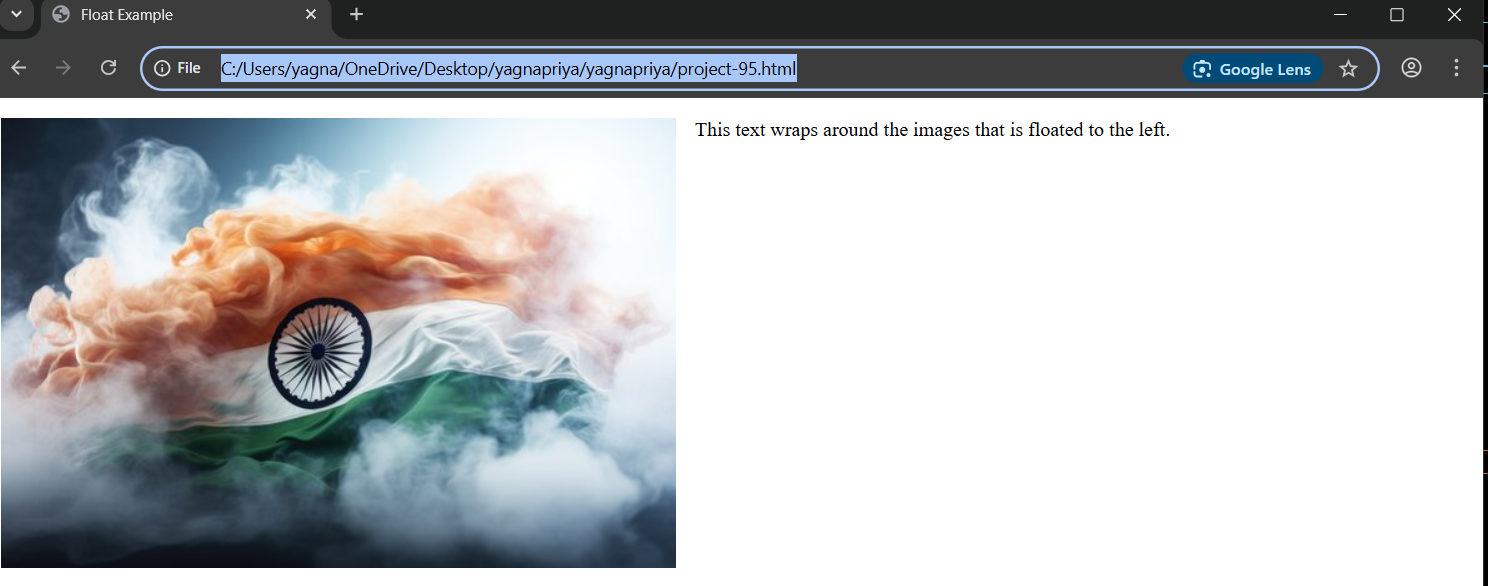 Float Example
File
C:/Users/yagna/OneDrive/Desktop/yagnapriya/yagnapriya/project-95.html
Google Lens
This text wraps around the images that is floated to the left.